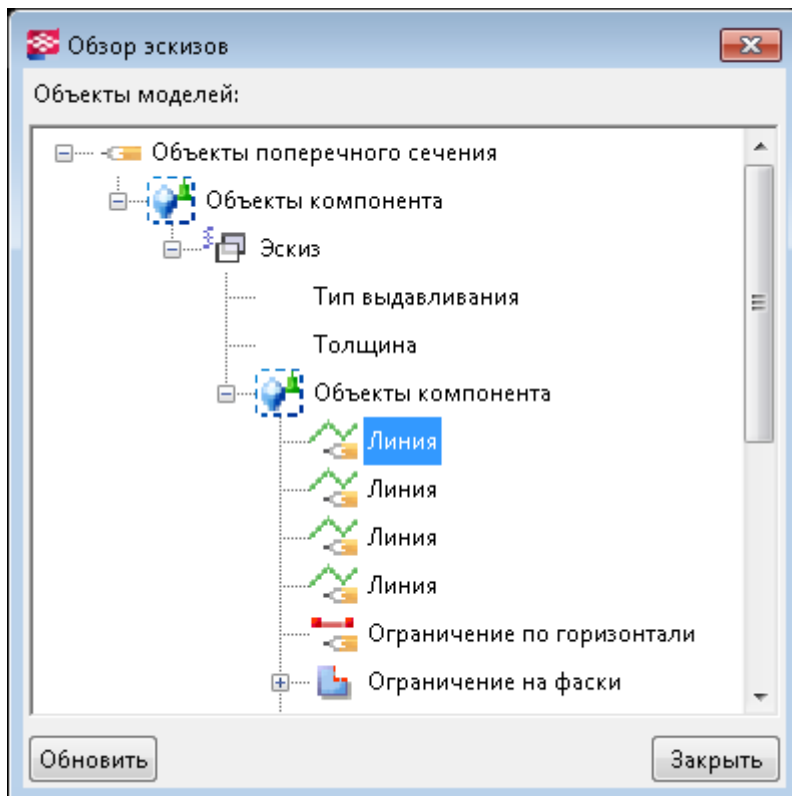 Обзор эскизов
Объекты моделей:
Объекты поперечного сечения
Объекты компонента
Эскиз
Тип выдавливания
Толщина
Объекты компонента
Линия
Линия
Линия
Линия
Ограничение по горизонтали
Ограничение на фаски
Обновить
Закрыть